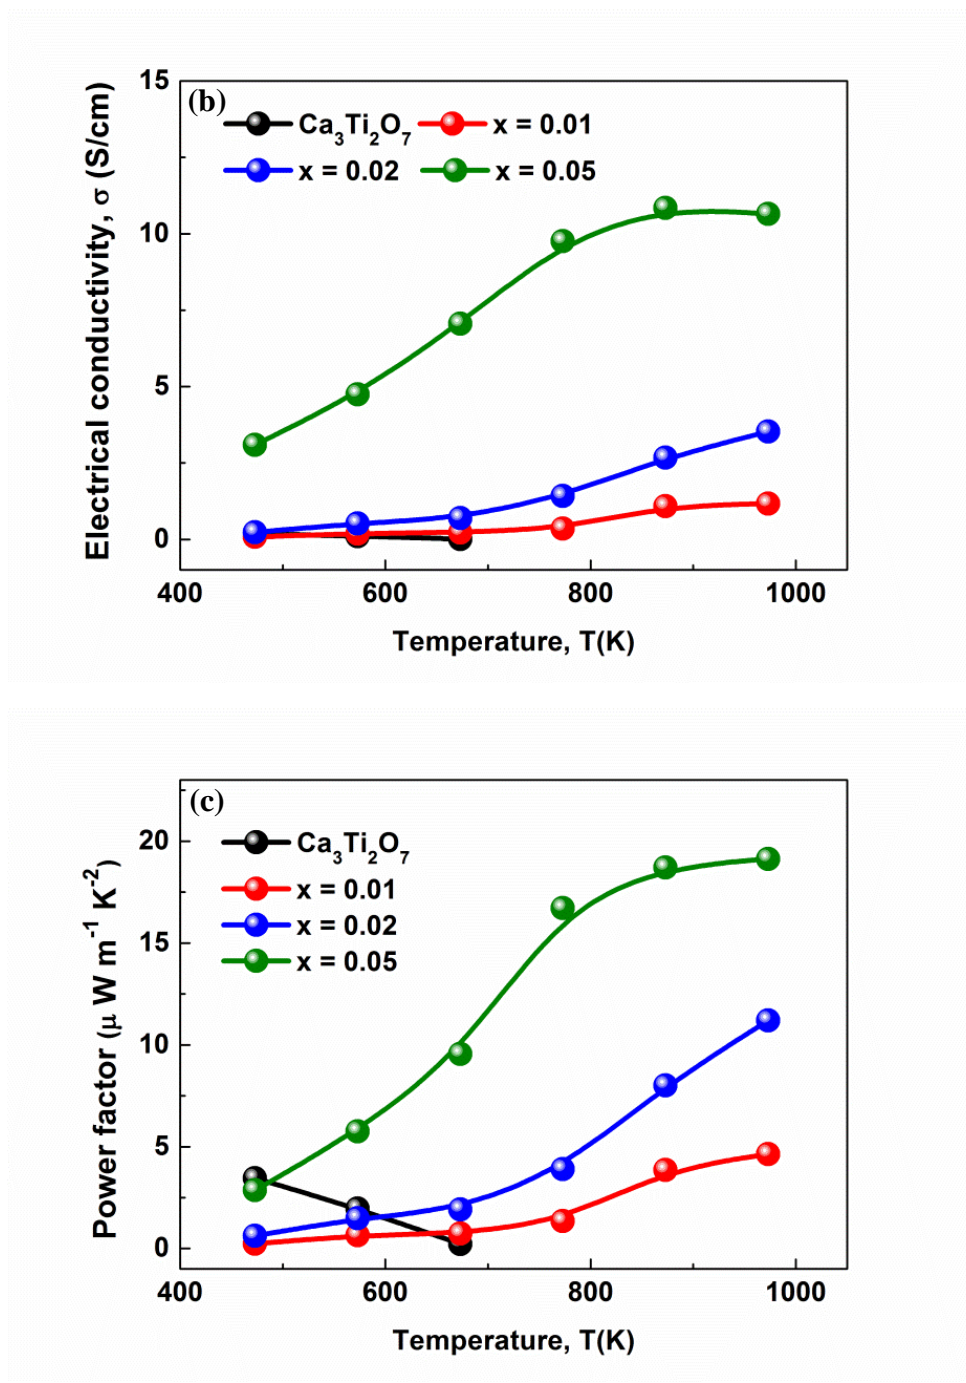 15
(b)
Ca₃Ti₂O₇ x = 0.01
x = 0.02 x = 0.05
10
5
0
Electrical conductivity, σ (S/cm)
400 600 800 1000
Temperature, T(K)
(c)
20
Ca₃Ti₂O₇
x = 0.01
x = 0.02
x = 0.05
15
10
5
0
Power factor (μ W m⁻¹ K⁻²)
400 600 800 1000
Temperature, T(K)